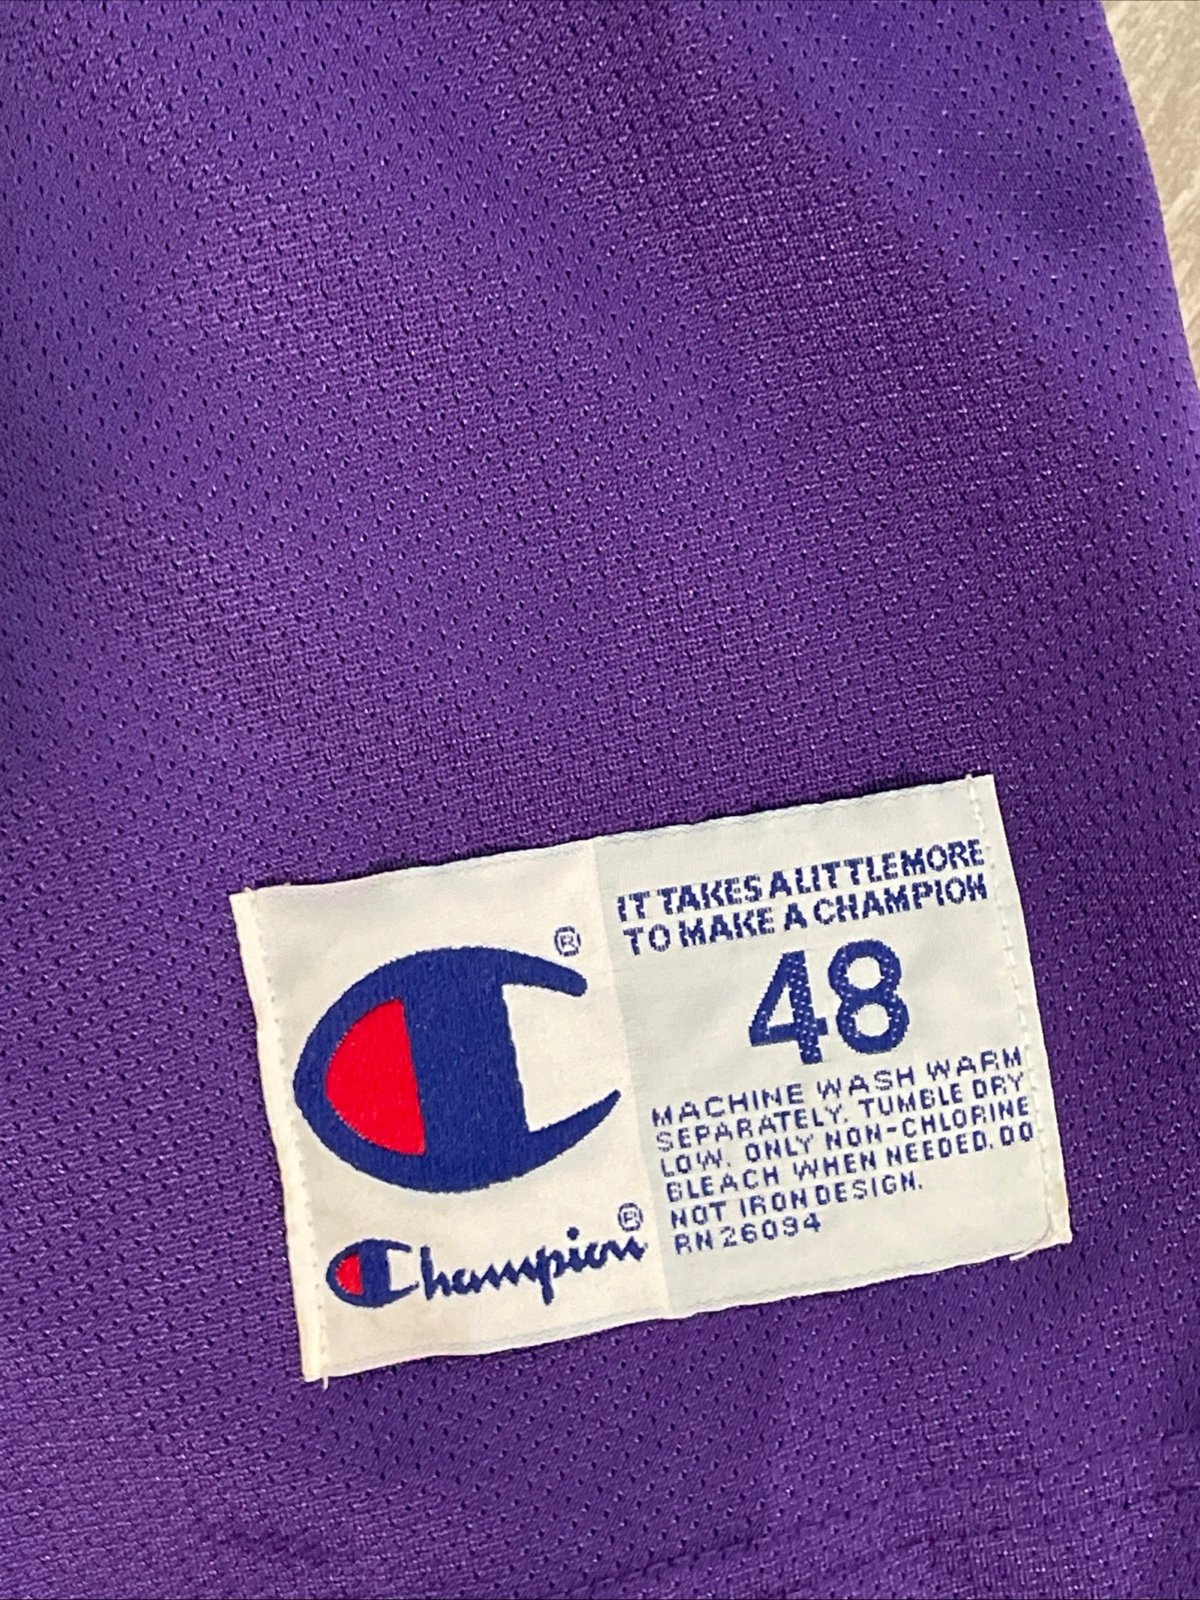 IT TAKES A LITTLE MORE
TO MAKE A CHAMPION
48
MACHINE WASH WARM
SEPARATELY. TUMBLE DRY
LOW. ONLY NON-CHLORINE
BLEACH WHEN NEEDED. DO
NOT IRON DESIGN.
RN 26094
®
Champion®